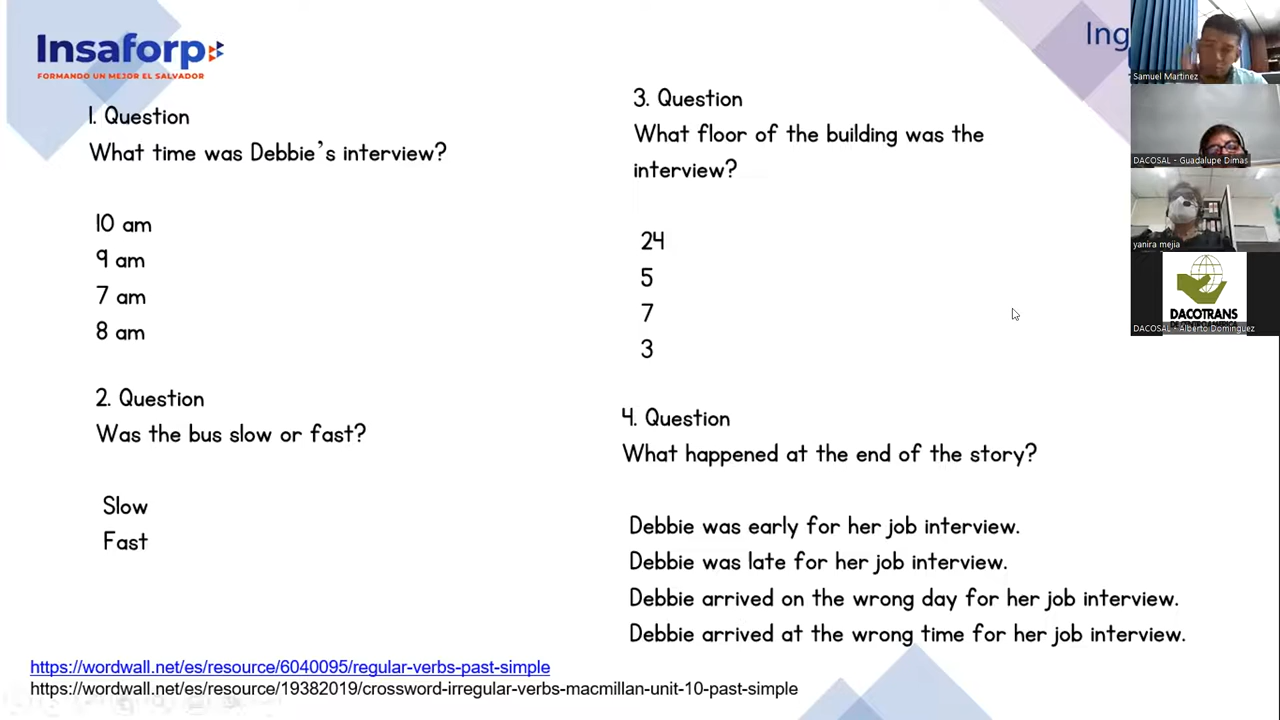 Insaforp
FORMANDO UN MEJOR EL SALVADOR
Ing
1. Question
What time was Debbie's interview?
10 am
9 am
7 am
8 am
2. Question
Was the bus slow or fast?
Slow
Fast
3. Question
What floor of the building was the
interview?
24
5
7
3
4. Question
What happened at the end of the story?
Debbie was early for her job interview.
Debbie was late for her job interview.
Debbie arrived on the wrong day for her job interview.
Debbie arrived at the wrong time for her job interview.
https://wordwall.net/es/resource/6040095/regular-verbs-past-simple
https://wordwall.net/es/resource/19382019/crossword-irregular-verbs-macmillan-unit-10-past-simple
Samuel Martinez
DACOSAL - Guadalupe Dimas
yanira mejia
DACOTRANS
DACOSAL - Alberto Dominguez